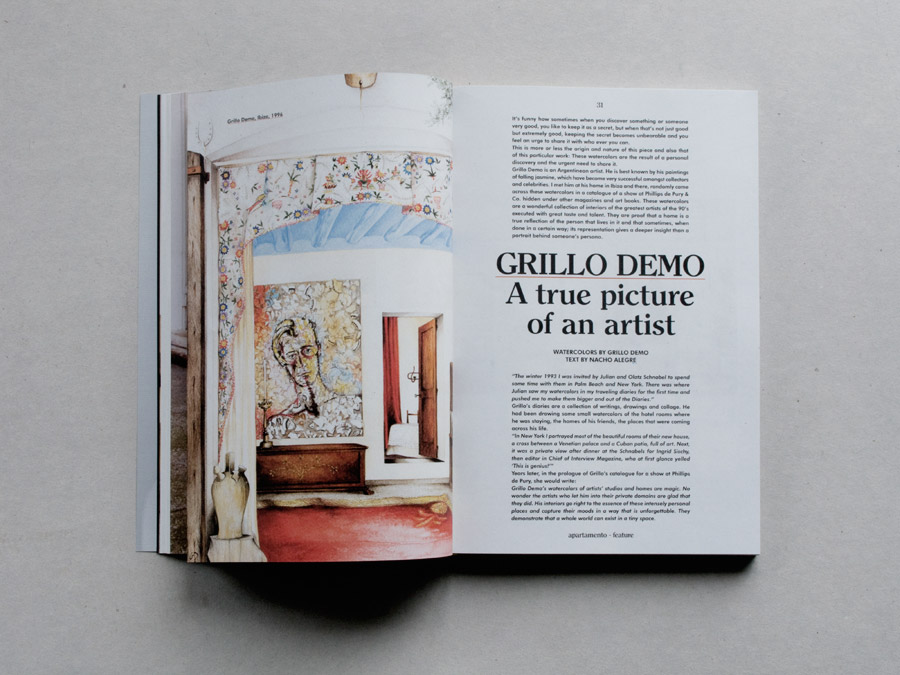 Grillo Demo, Ibiza, 1996
31
It's funny how sometimes when you discover something or someone
very good, you like to keep it as a secret, but when that's not just good
but extremely good, keeping the secret becomes unbearable and you
feel an urge to share it with who ever you can.
This is more or less the origin and nature of this piece and also that
of this particular work: These watercolors are the result of a personal
discovery and the urgent need to share it.
Grillo Demo is an Argentinean artist. He is best known by his paintings
of falling jasmine, which have become very successful amongst collectors
and celebrities. I met him at his home in Ibiza and there, randomly came
across these watercolors in a catalogue of a show at Phillips de Pury &
Co. hidden under other magazines and art books. These watercolors
are a wonderful collection of interiors of the greatest artists of the 90's
executed with great taste and talent. They are proof that a home is a
true reflection of the person that lives in it and that sometimes, when
done in a certain way; its representation gives a deeper insight than a
portrait behind someone's persona.
GRILLO DEMO
A true picture
of an artist
WATERCOLORS BY GRILLO DEMO
TEXT BY NACHO ALEGRE
"The winter 1993 I was invited by Julian and Olatz Schnabel to spend
some time with them in Palm Beach and New York. There was where
Julian saw my watercolors in my traveling diaries for the first time and
pushed me to make them bigger and out of the Diaries."
Grillo's diaries are a collection of writings, drawings and collage. He
had been drawing some small watercolors of the hotel rooms where
he was staying, the homes of his friends, the places that were coming
across his life.
"In New York I portrayed most of the beautiful rooms of their new house,
a cross between a Venetian palace and a Cuban patio, full of art. Next,
it was a private view after dinner at the Schnabels for Ingrid Sischy,
then editor in Chief of Interview Magazine, who at first glance yelled
'This is genius!'"
Years later, in the prologue of Grillo's catalogue for a show at Phillips
de Pury, she would write:
Grillo Demo's watercolors of artists' studios and homes are magic. No
wonder the artists who let him into their private domains are glad that
they did. His interiors go right to the essence of these intensely personal
places and capture their moods in a way that is unforgettable. They
demonstrate that a whole world can exist in a tiny space.
apartamento - feature